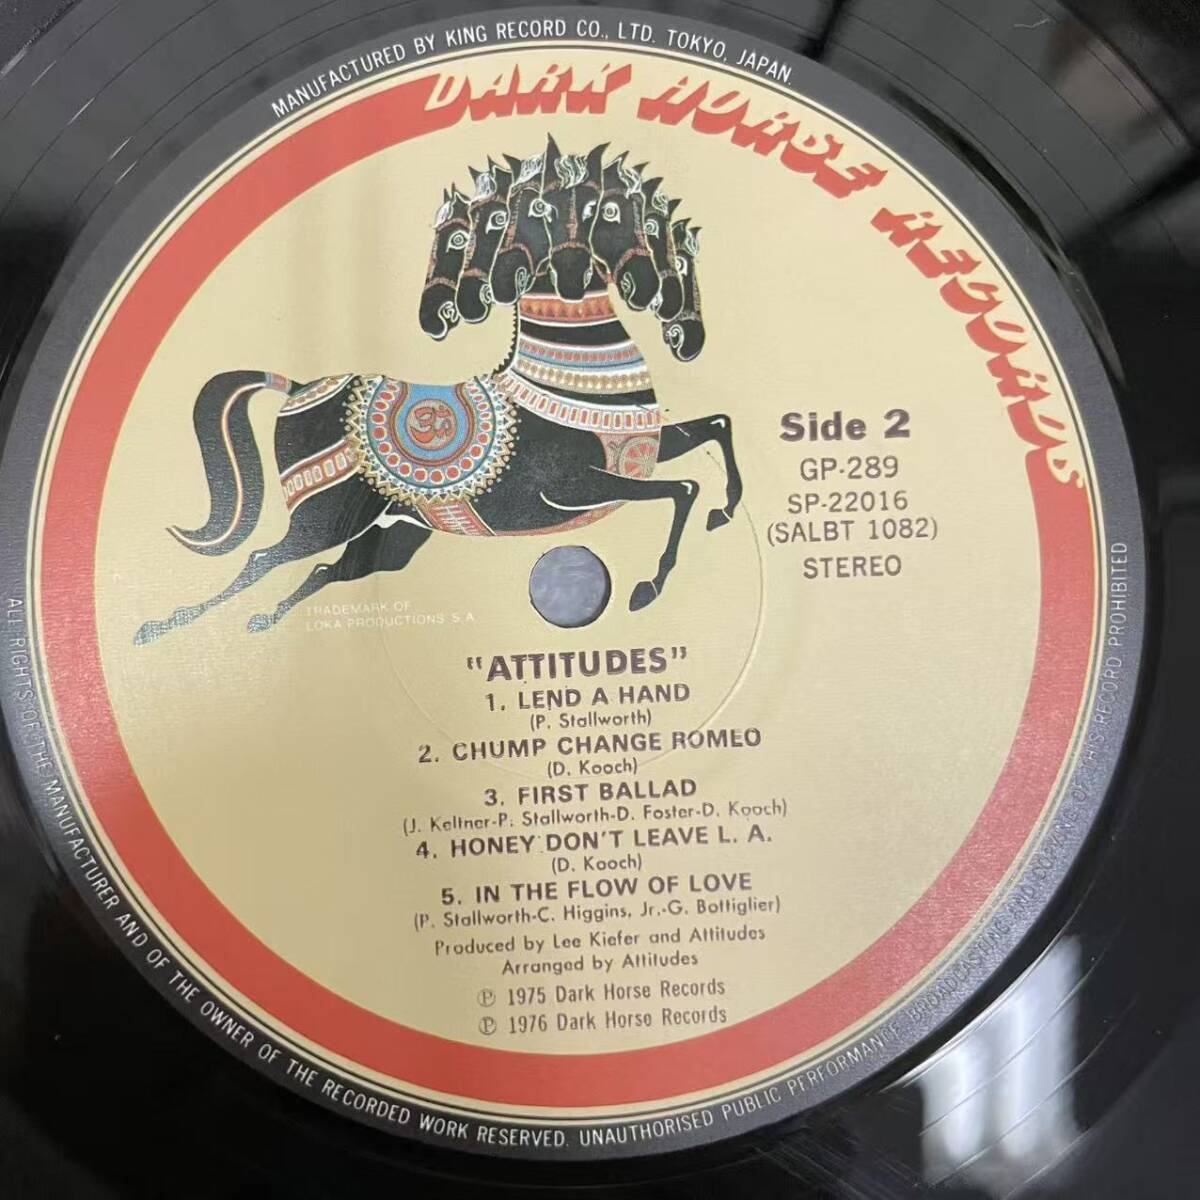 MANUFACTURED BY KING RECORD CO., LTD. TOKYO, JAPAN.
DARK HORSE RECORDS
Side 2
GP-289
SP-22016
(SALBT 1082)
STEREO
TRADEMARK OF
LOKA PRODUCTIONS S.A.
"ATTITUDES"
1. LEND A HAND
(P. Stallworth)
2. CHUMP CHANGE ROMEO
(D. Kooch)
3. FIRST BALLAD
(J. Keltner-P. Stallworth-D. Foster-D. Kooch)
4. HONEY DON'T LEAVE L. A.
(D. Kooch)
5. IN THE FLOW OF LOVE
(P. Stallworth-C. Higgins, Jr.-G. Bottiglier)
Produced by Lee Kiefer and Attitudes
Arranged by Attitudes
Ⓟ 1975 Dark Horse Records
Ⓟ 1976 Dark Horse Records
ALL RIGHTS OF THE MANUFACTURER AND OF THE OWNER OF THE RECORDED WORK RESERVED. UNAUTHORISED PUBLIC PERFORMANCE BROADCASTING AND COPYING OF THIS RECORD PROHIBITED
ॐ